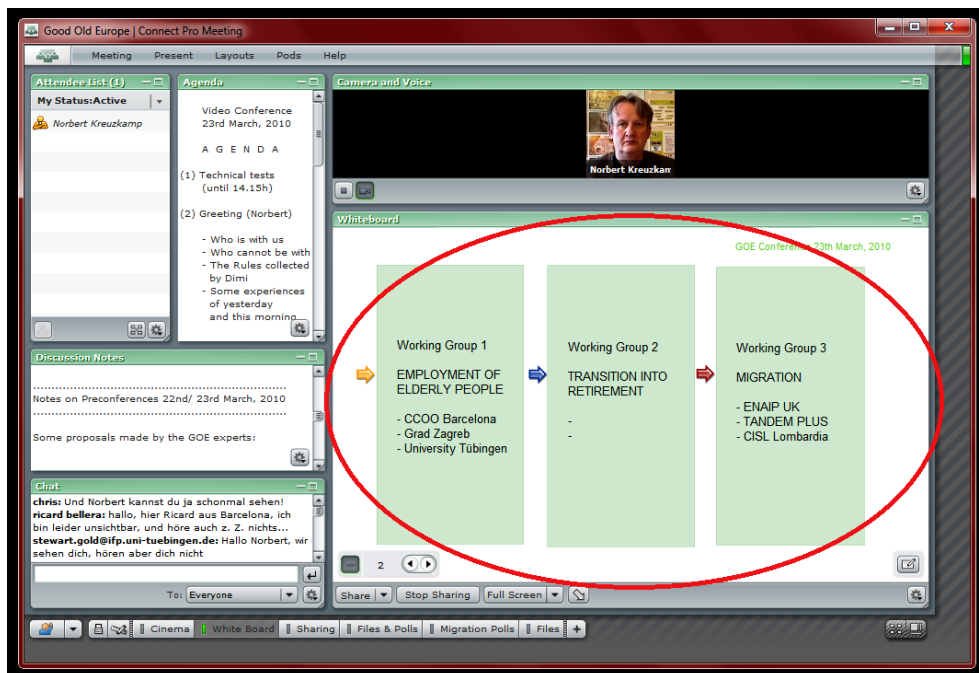 Good Old Europe | Connect Pro Meeting
Meeting Present Layouts Pods Help
Attendee List (1)
My Status:Active
Norbert Kreuzkamp
Agenda
Video Conference
23rd March, 2010
A G E N D A
(1) Technical tests
(until 14.15h)
(2) Greeting (Norbert)
- Who is with us
- Who cannot be with
- The Rules collected
by Dimi
- Some experiences
of yesterday
and this morning
Camera and Voice
Norbert Kreuzkam
Discussion Notes
Notes on Preconferences 22nd/ 23rd March, 2010
Some proposals made by the GOE experts:
Chat
chris: Und Norbert kannst du ja schonmal sehen!
ricard bellera: hallo, hier Ricard aus Barcelona, ich
bin leider unsichtbar, und höre auch z. Z. nichts...
stewart.gold@ifp.uni-tuebingen.de: Hallo Norbert, wir
sehen dich, hören aber dich
nicht
To: Everyone
Whiteboard
GOE Conference 23th March, 2010
Working Group 1
EMPLOYMENT OF
ELDERLY PEOPLE
- CCOO Barcelona
- Grad Zagreb
- University Tübingen
Working Group 2
TRANSITION INTO
RETIREMENT
-
-
Working Group 3
MIGRATION
- ENAIP UK
- TANDEM PLUS
- CISL Lombardia
2
Share Stop Sharing Full Screen
Cinema White Board Sharing Files & Polls Migration Polls Files +